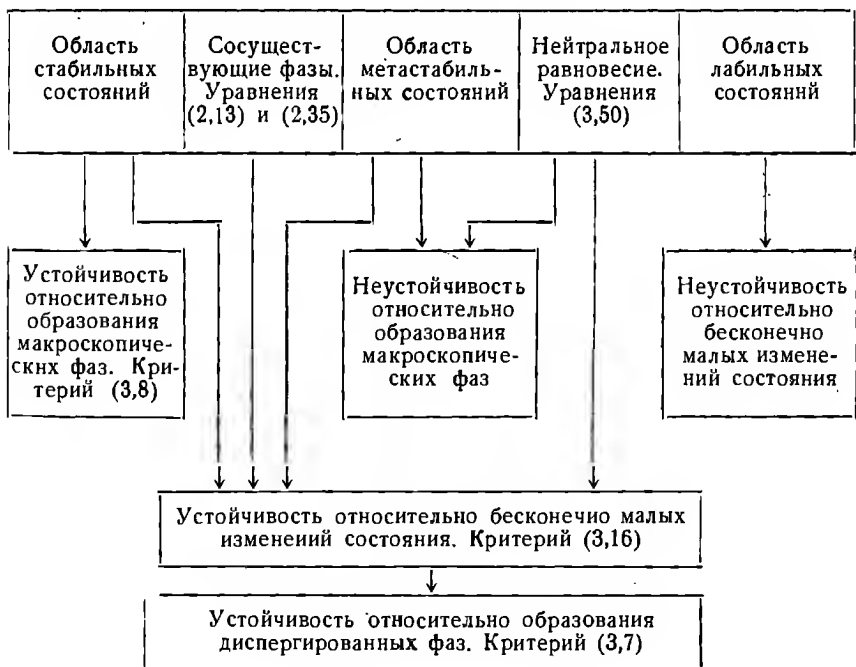 Область
стабильных
состояний
Сосущест-
вующие фазы.
Уравнения
(2,13) и (2,35)
Область
метастабиль-
ных состояний
Нейтральное
равновесие.
Уравнения
(3,50)
Область
лабильных
состояний
Устойчивость
относительно
образования
макроскопиче-
ских фаз. Кри-
терий (3,8)
Неустойчивость
относительно
образования
макроскопиче-
ских фаз
Неустойчивость
относительно
бесконечно
малых измене-
ний состояния
Устойчивость относительно бесконечно малых
изменений состояния. Критерий (3,16)
Устойчивость относительно образования
диспергированных фаз. Критерий (3,7)